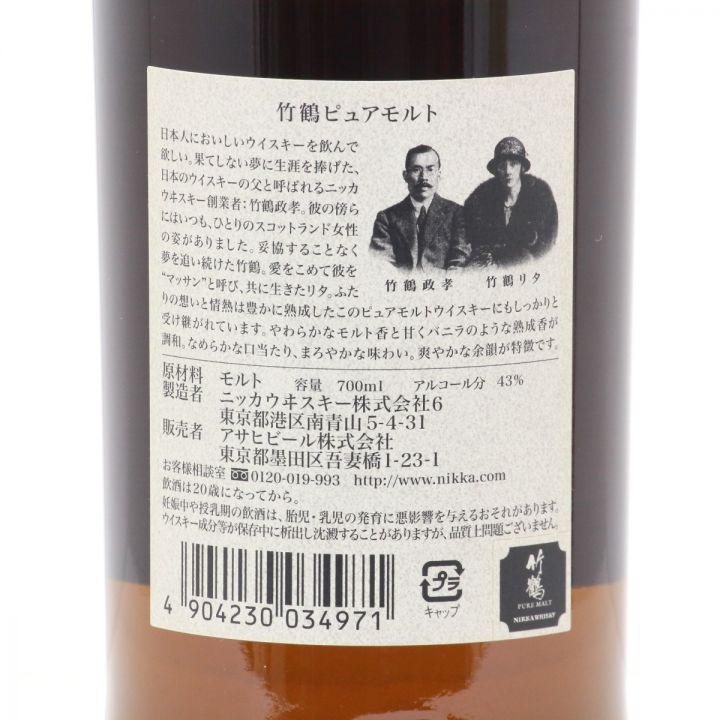 竹鶴ピュアモルト
日本人においしいウイスキーを飲んで
欲しい。果てしない夢に生涯を捧げた、
日本のウイスキーの父と呼ばれるニッカ
ウヰスキー創業者：竹鶴政孝。彼の傍ら
にはいつも、ひとりのスコットランド女性
の姿がありました。妥協することなく
夢を追い続けた竹鶴。愛をこめて彼を
“マッサン”と呼び、共に生きたリタ。ふた
りの想いと情熱は豊かに熟成したこのピュアモルトウイスキーにもしっかりと
受け継がれています。やわらかなモルト香と甘くバニラのような熟成香が
調和。なめらかな口当たり、まろやかな味わい。爽やかな余韻が特徴です。
竹鶴政孝 竹鶴リタ
原材料 モルト 容量 700ml アルコール分 43%
製造者 ニッカウヰスキー株式会社6
東京都港区南青山5-4-31
販売者 アサヒビール株式会社
東京都墨田区吾妻橋1-23-1
お客様相談室 0120-019-993 http://www.nikka.com
飲酒は20歳になってから。
妊娠中や授乳期の飲酒は、胎児・乳児の発育に悪影響を与えるおそれがあります。
ウイスキー成分等が保存中に析出し沈澱することがありますが、品質上問題ございません。
4 904230 034971
プラ
キャップ
竹鶴
PURE MALT
NIKKA WHISKY